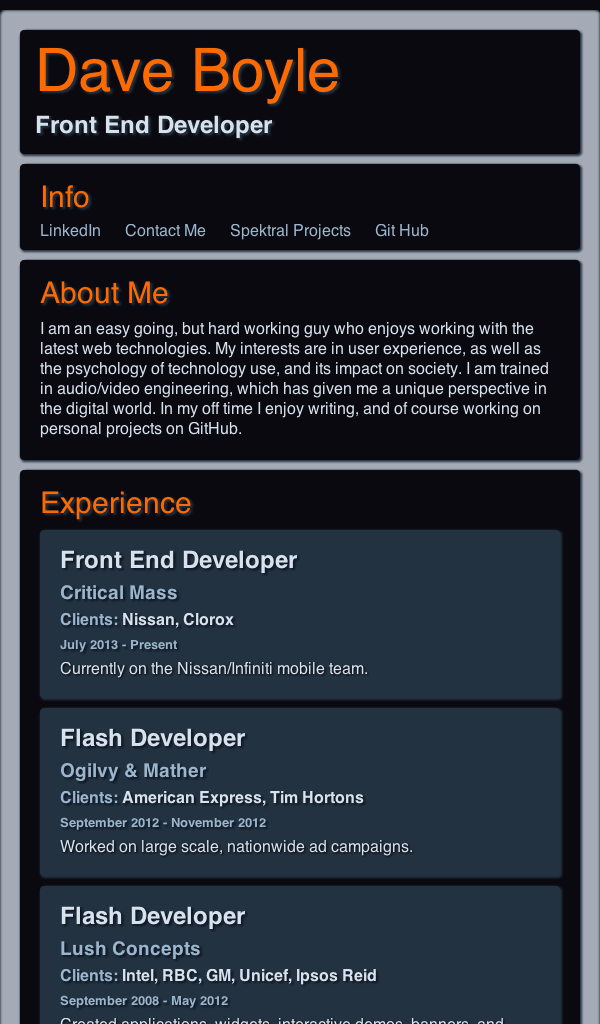 Dave Boyle
Front End Developer
Info
LinkedIn Contact Me Spektral Projects Git Hub
About Me
I am an easy going, but hard working guy who enjoys working with the
latest web technologies. My interests are in user experience, as well as
the psychology of technology use, and its impact on society. I am trained
in audio/video engineering, which has given me a unique perspective in
the digital world. In my off time I enjoy writing, and of course working on
personal projects on GitHub.
Experience
Front End Developer
Critical Mass
Clients: Nissan, Clorox
July 2013 - Present
Currently on the Nissan/Infiniti mobile team.
Flash Developer
Ogilvy & Mather
Clients: American Express, Tim Hortons
September 2012 - November 2012
Worked on large scale, nationwide ad campaigns.
Flash Developer
Lush Concepts
Clients: Intel, RBC, GM, Unicef, Ipsos Reid
September 2008 - May 2012
Created applications, widgets, interactive demos, banners, and